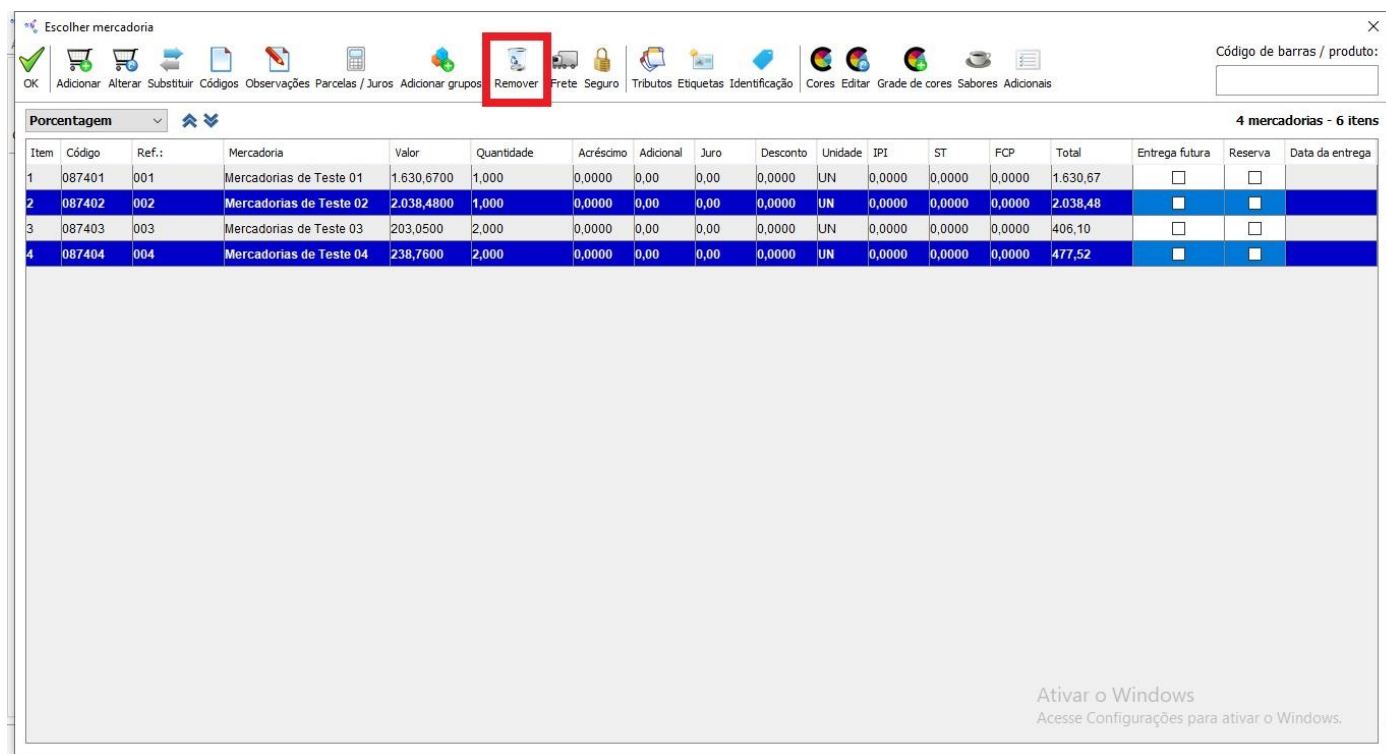 Escolher mercadoria
Código de barras / produto:
OK Adicionar Alterar Substituir Códigos Observações Parcelas / Juros Adicionar grupos Remover Frete Seguro Tributos Etiquetas Identificação Cores Editar Grade de cores Sabores Adicionais
Porcentagem 4 mercadorias - 6 itens
Item Código Ref.: Mercadoria Valor Quantidade Acréscimo Adicional Juro Desconto Unidade IPI ST FCP Total Entrega futura Reserva Data da entrega
1 087401 001 Mercadorias de Teste 01 1.630,6700 1,000 0,0000 0,00 0,00 0,0000 UN 0,0000 0,0000 0,0000 1.630,67
2 087402 002 Mercadorias de Teste 02 2.038,4800 1,000 0,0000 0,00 0,00 0,0000 UN 0,0000 0,0000 0,0000 2.038,48
3 087403 003 Mercadorias de Teste 03 203,0500 2,000 0,0000 0,00 0,00 0,0000 UN 0,0000 0,0000 0,0000 406,10
4 087404 004 Mercadorias de Teste 04 238,7600 2,000 0,0000 0,00 0,00 0,0000 UN 0,0000 0,0000 0,0000 477,52
Ativar o Windows
Acesse Configurações para ativar o Windows.